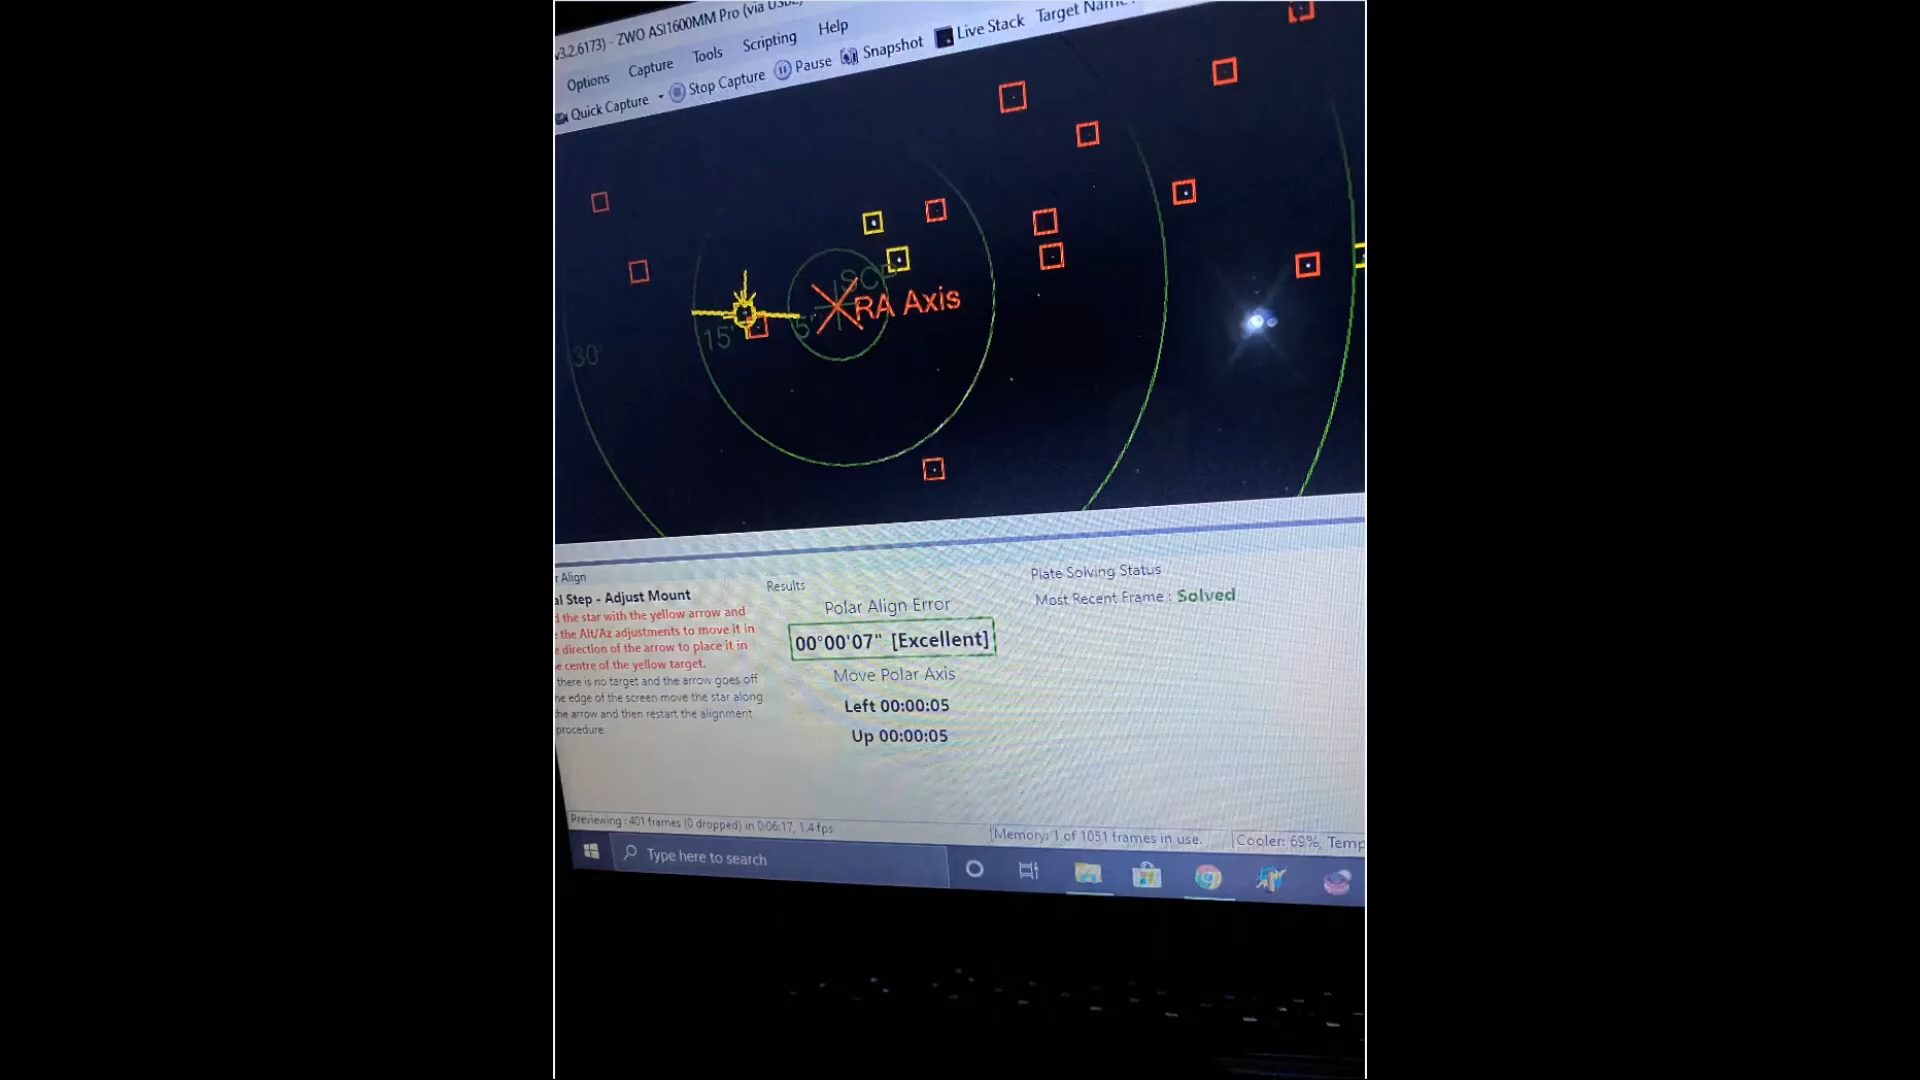 v3.2.6173) - ZWO ASI1600MM Pro (via
Options Capture Tools Scripting Help
Quick Capture Stop Capture Pause Snapshot Live Stack Target
SCP
RA Axis
5'
15'
30'
Align
Step - Adjust Mount
the star with the yellow arrow and
the Alt/Az adjustments to move it in
direction of the arrow to place it in
centre of the yellow target.
there is no target and the arrow goes off
edge of the screen move the star along
the arrow and then restart the alignment
procedure.
Results
Polar Align Error
00°00'07" [Excellent]
Move Polar Axis
Left 00:00:05
Up 00:00:05
Plate Solving Status
Most Recent Frame : Solved
Previewing : 401 frames (0 dropped) in 0:06:17, 1.4 fps
Memory: 1 of 1051 frames in use.
Cooler: 69%, Temp
Type here to search